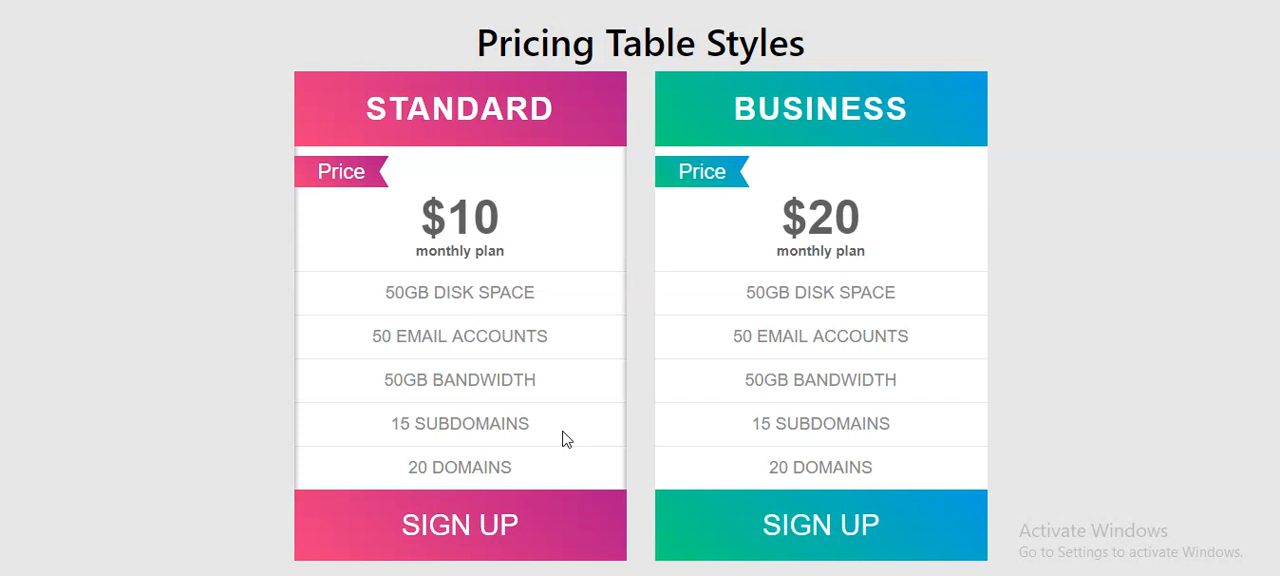 Pricing Table Styles
STANDARD
Price
$10
monthly plan
50GB DISK SPACE
50 EMAIL ACCOUNTS
50GB BANDWIDTH
15 SUBDOMAINS
20 DOMAINS
SIGN UP
BUSINESS
Price
$20
monthly plan
50GB DISK SPACE
50 EMAIL ACCOUNTS
50GB BANDWIDTH
15 SUBDOMAINS
20 DOMAINS
SIGN UP
Activate Windows
Go to Settings to activate Windows.